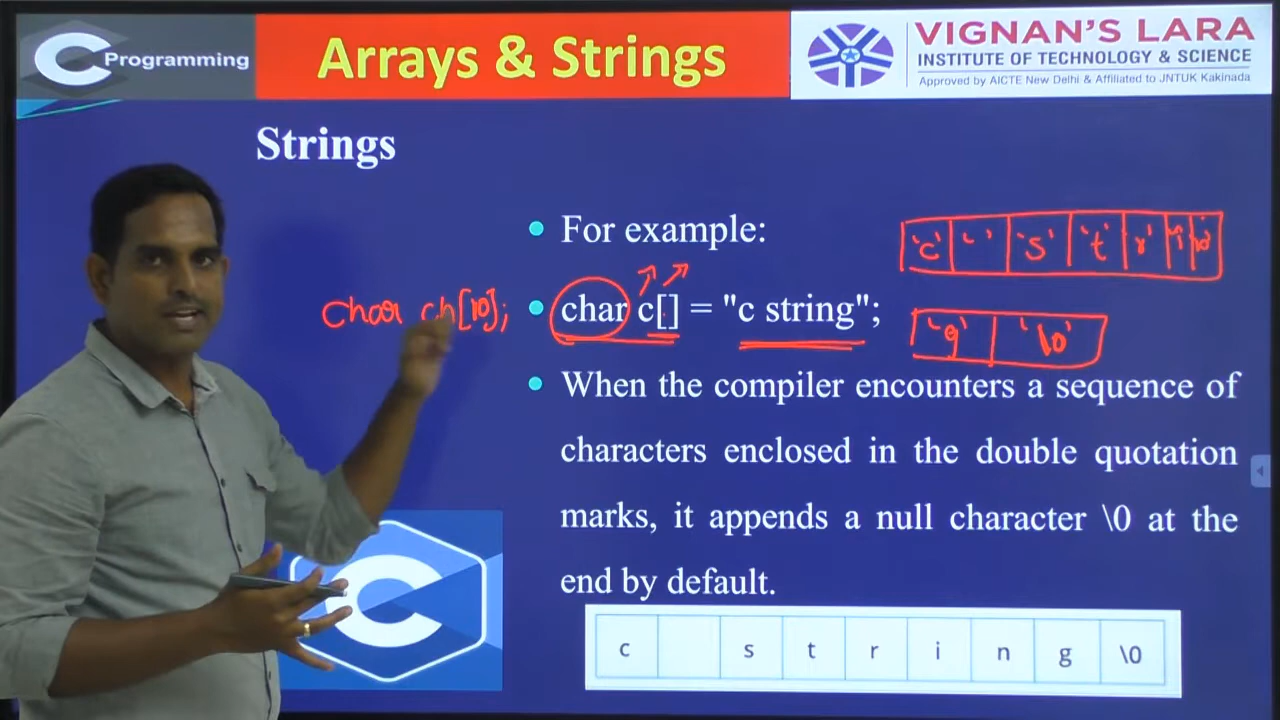 C Programming
Arrays & Strings
VIGNAN'S LARA
INSTITUTE OF TECHNOLOGY & SCIENCE
Approved by AICTE New Delhi & Affiliated to JNTUK Kakinada
Strings
• For example:
'c' ' ' 's' 't' 'r' 'i'
char ch[10];
• char c[] = "c string";
'g' '\0'
• When the compiler encounters a sequence of
characters enclosed in the double quotation
marks, it appends a null character \0 at the
end by default.
C
c s t r i n g \0